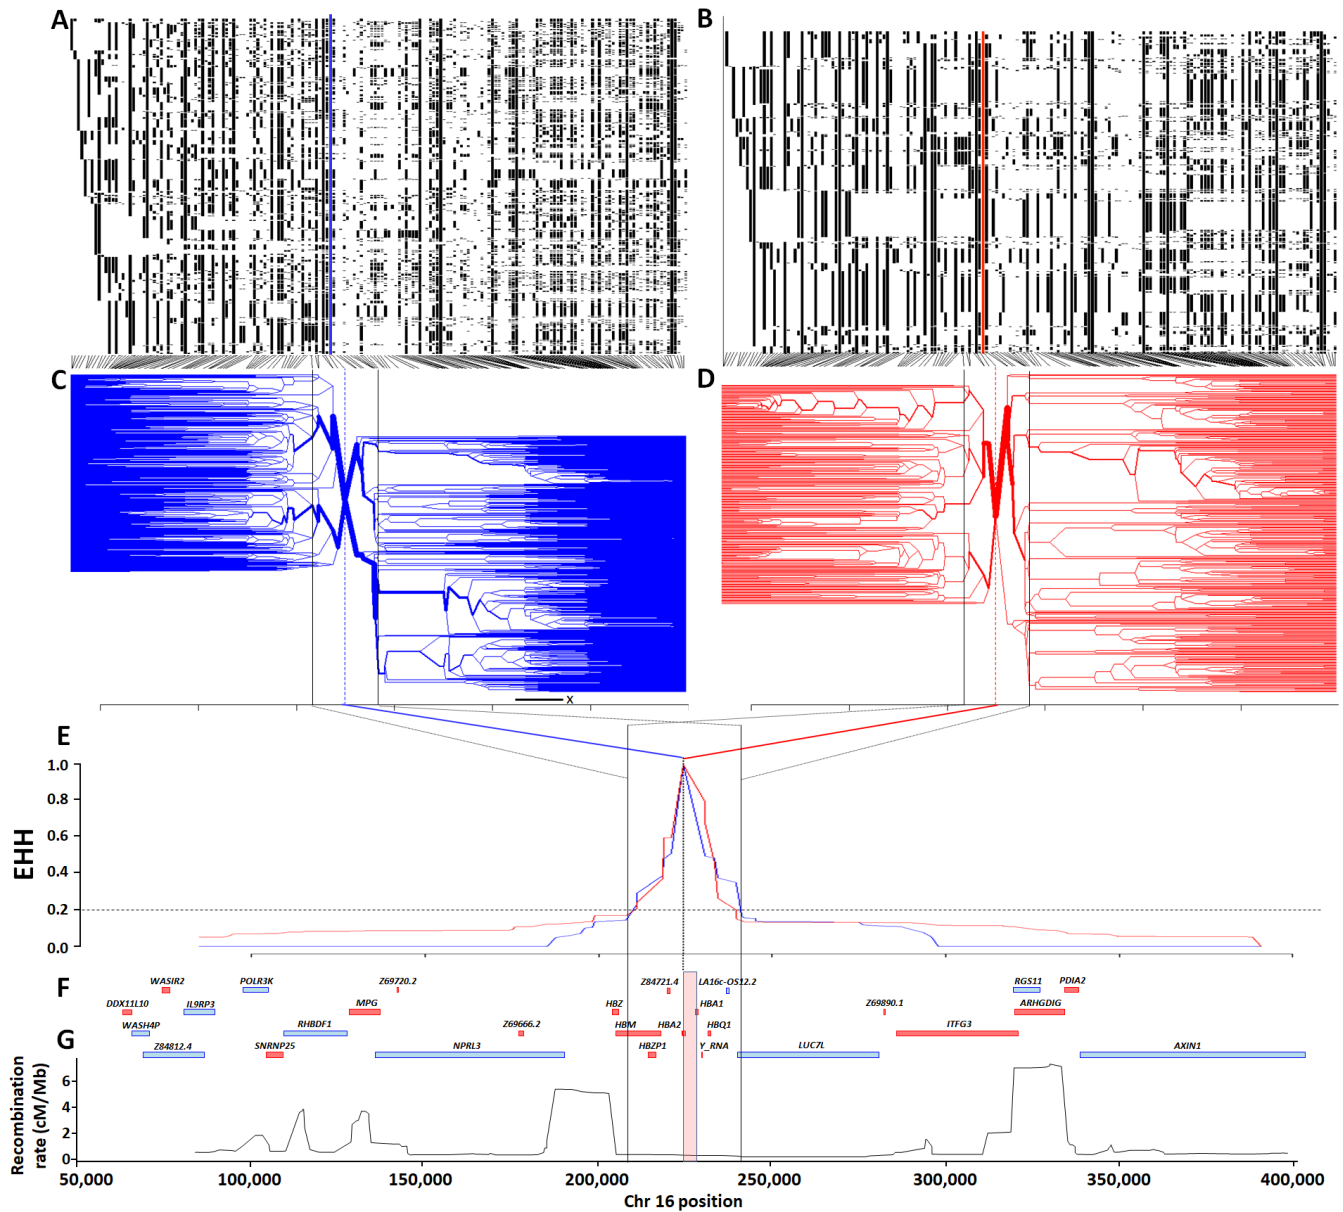 A
B
C
D
X
E
1.0
0.8
0.6
0.4
0.2
0.0
EHH
F
WASIR2
POLR3K
Z69720.2
Z84721.4
LA16c-OS12.2
RGS11
PDIA2
DDX11L10
IL9RP3
MPG
HBZ
HBA1
Z69890.1
ARHGDIG
WASH4P
RHBDF1
Z69666.2
HBM
HBA2
HBQ1
ITFG3
Z84812.4
SNRNP25
NPRL3
HBZP1
Y_RNA
LUC7L
AXIN1
G
6
4
2
0
Recombination
rate (cM/Mb)
50,000
100,000
150,000
200,000
250,000
300,000
350,000
400,000
Chr 16 position